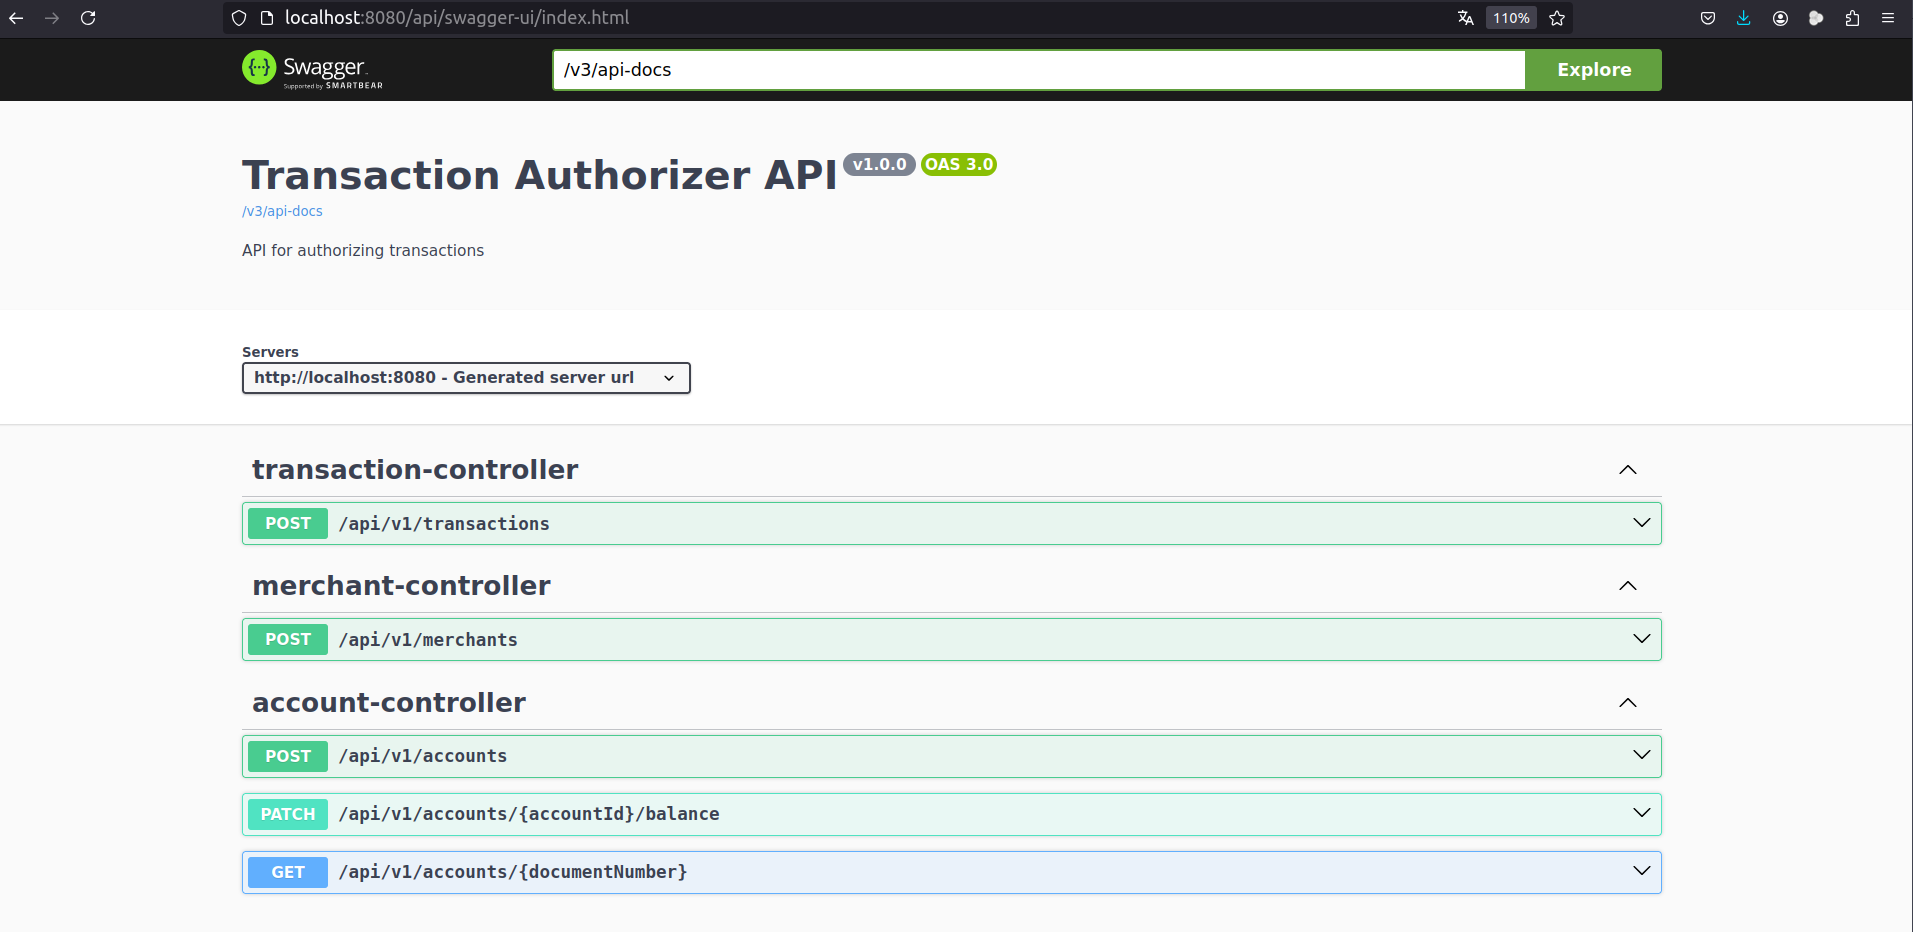 localhost:8080/api/swagger-ui/index.html 110%
Swagger
Supported by SMARTBEAR
/v3/api-docs Explore
Transaction Authorizer API v1.0.0 OAS 3.0
/v3/api-docs
API for authorizing transactions
Servers
http://localhost:8080 - Generated server url
transaction-controller
POST /api/v1/transactions
merchant-controller
POST /api/v1/merchants
account-controller
POST /api/v1/accounts
PATCH /api/v1/accounts/{accountId}/balance
GET /api/v1/accounts/{documentNumber}